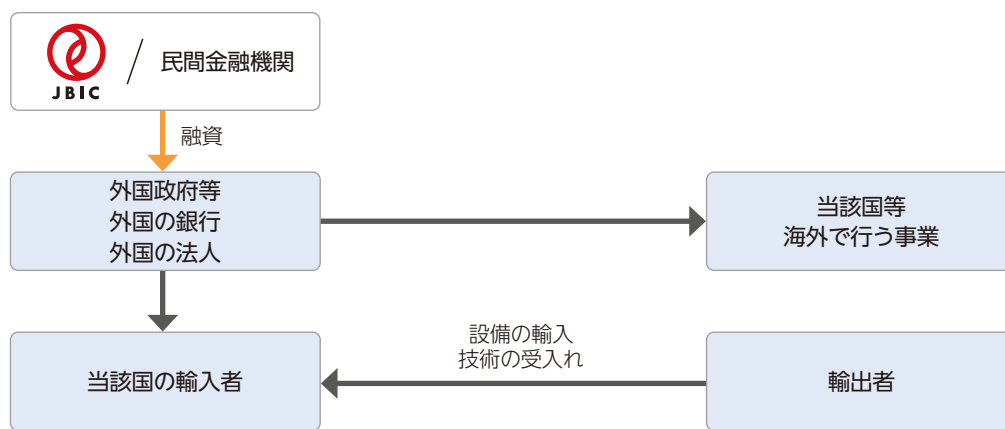 JBIC
民間金融機関
融資
外国政府等
外国の銀行
外国の法人
当該国等
海外で行う事業
設備の輸入
技術の受入れ
当該国の輸入者
輸出者